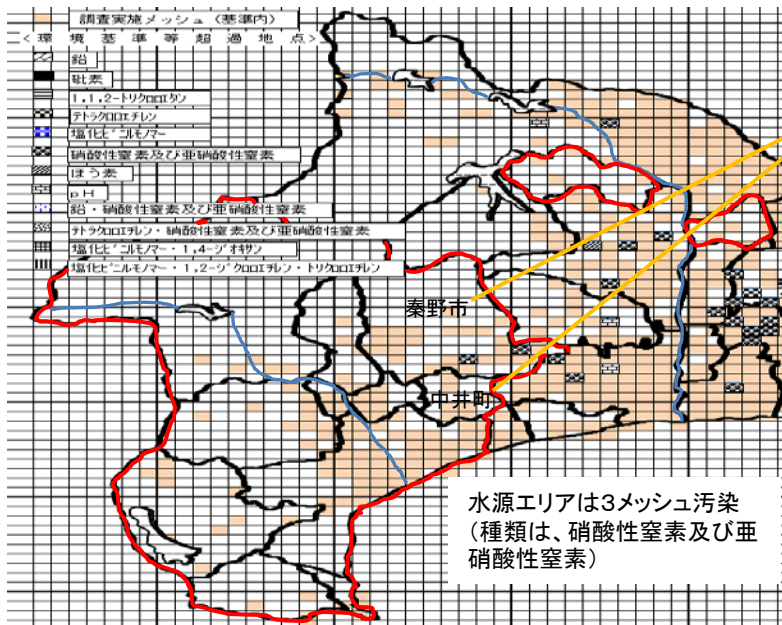 調査実施メッシュ（基準内）
<環境基準等超過地点>
鉛
砒素
1,1,2-トリクロロエタン
テトラクロロエチレン
塩化ビニルモノマー
硝酸性窒素及び亜硝酸性窒素
ほう素
pH
鉛・硝酸性窒素及び亜硝酸性窒素
テトラクロロエチレン・硝酸性窒素及び亜硝酸性窒素
塩化ビニルモノマー・1,4-ジオキサン
塩化ビニルモノマー・1,2-ジクロロエチレン・トリクロロエチレン
秦野市
中井町
水源エリアは3メッシュ汚染
(種類は、硝酸性窒素及び亜
硝酸性窒素）